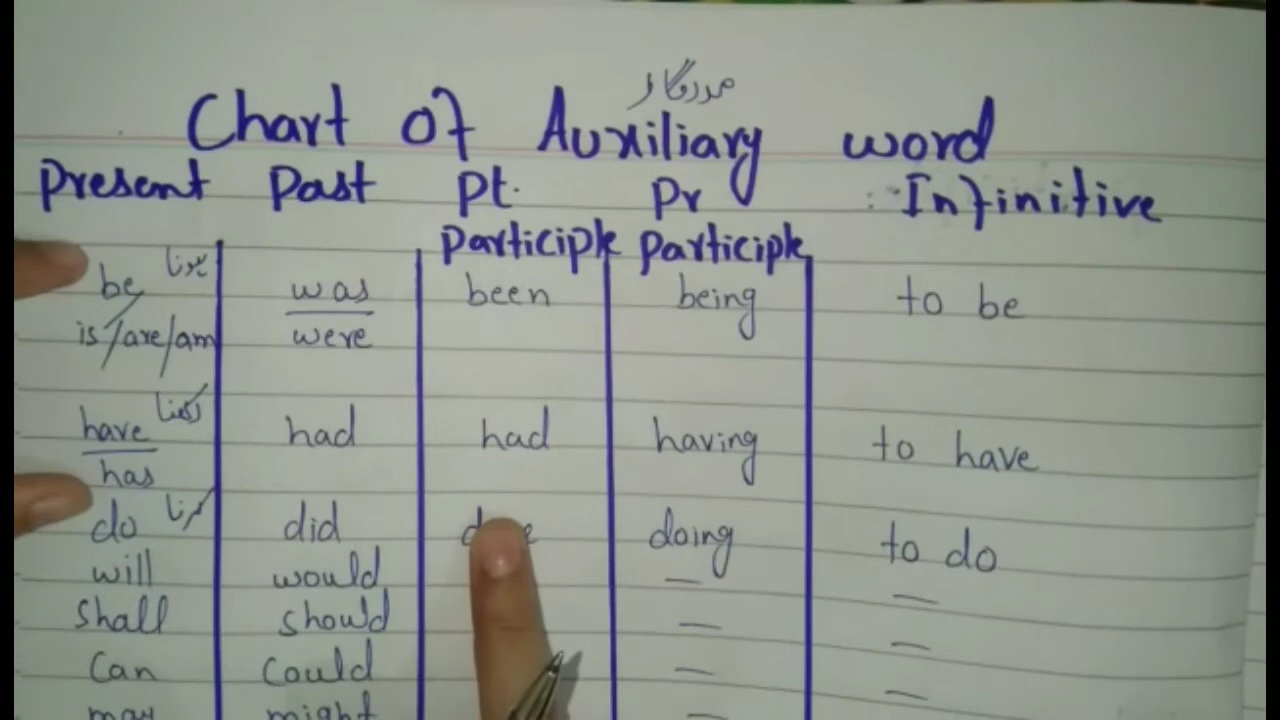 مددگار
Chart of Auxiliary word
Present Past Pt. Pr Infinitive
Participle Participle
be ہونا was been being to be
is/are/am were
have رکھنا had had having to have
has
do کرنا did doing to do
will would — —
shall should — —
can could — —
may might —